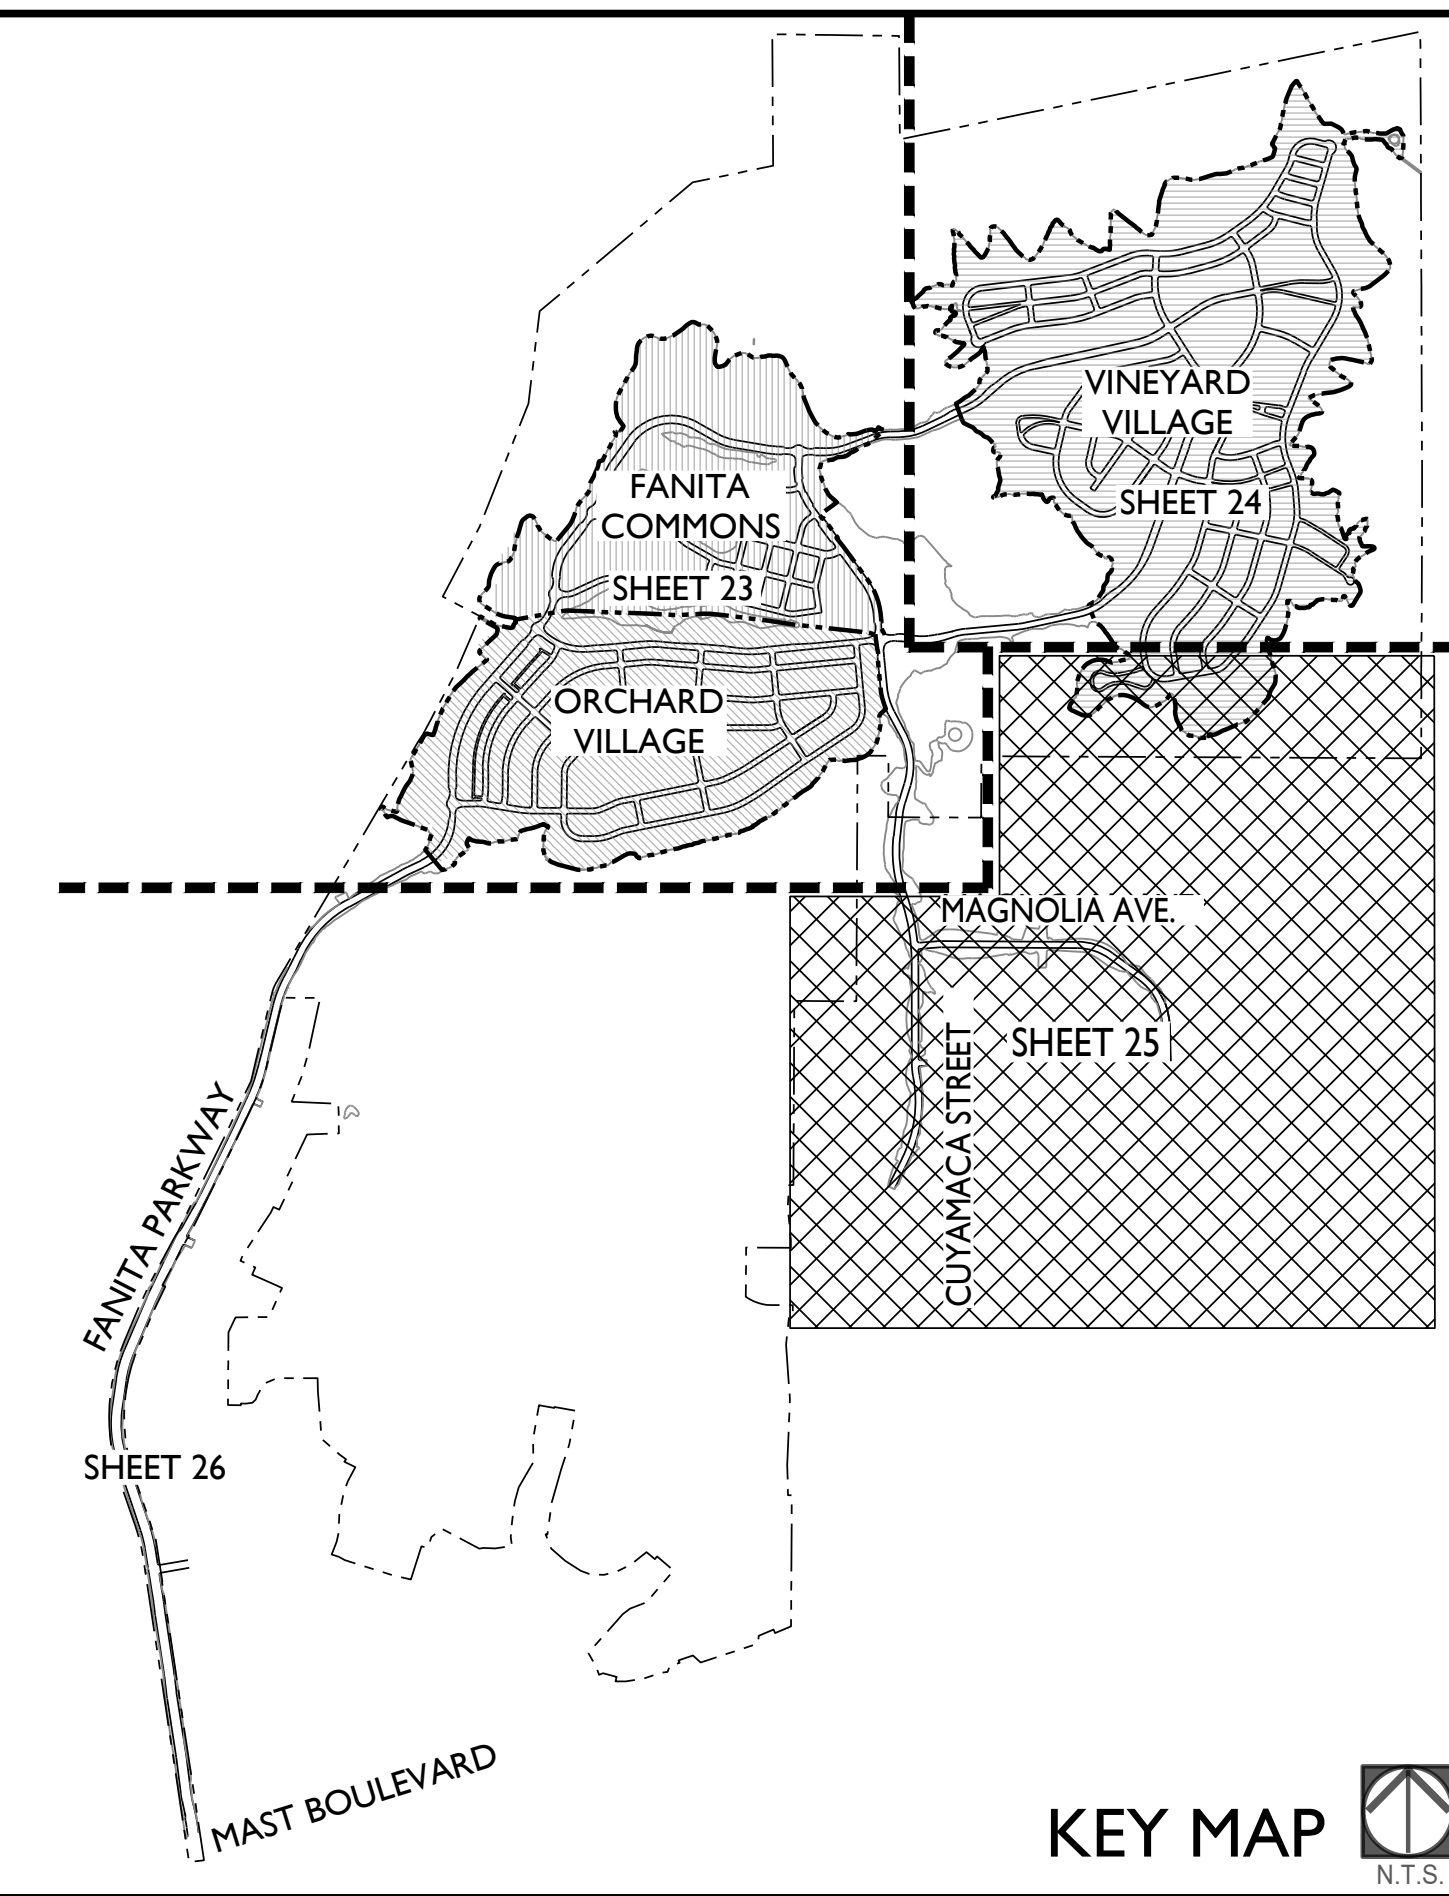 VINEYARD
VILLAGE
SHEET 24
FANITA
COMMONS
SHEET 23
ORCHARD
VILLAGE
MAGNOLIA AVE.
SHEET 25
CUYAMACA STREET
FANITA PARKWAY
SHEET 26
MAST BOULEVARD
KEY MAP
N.T.S.